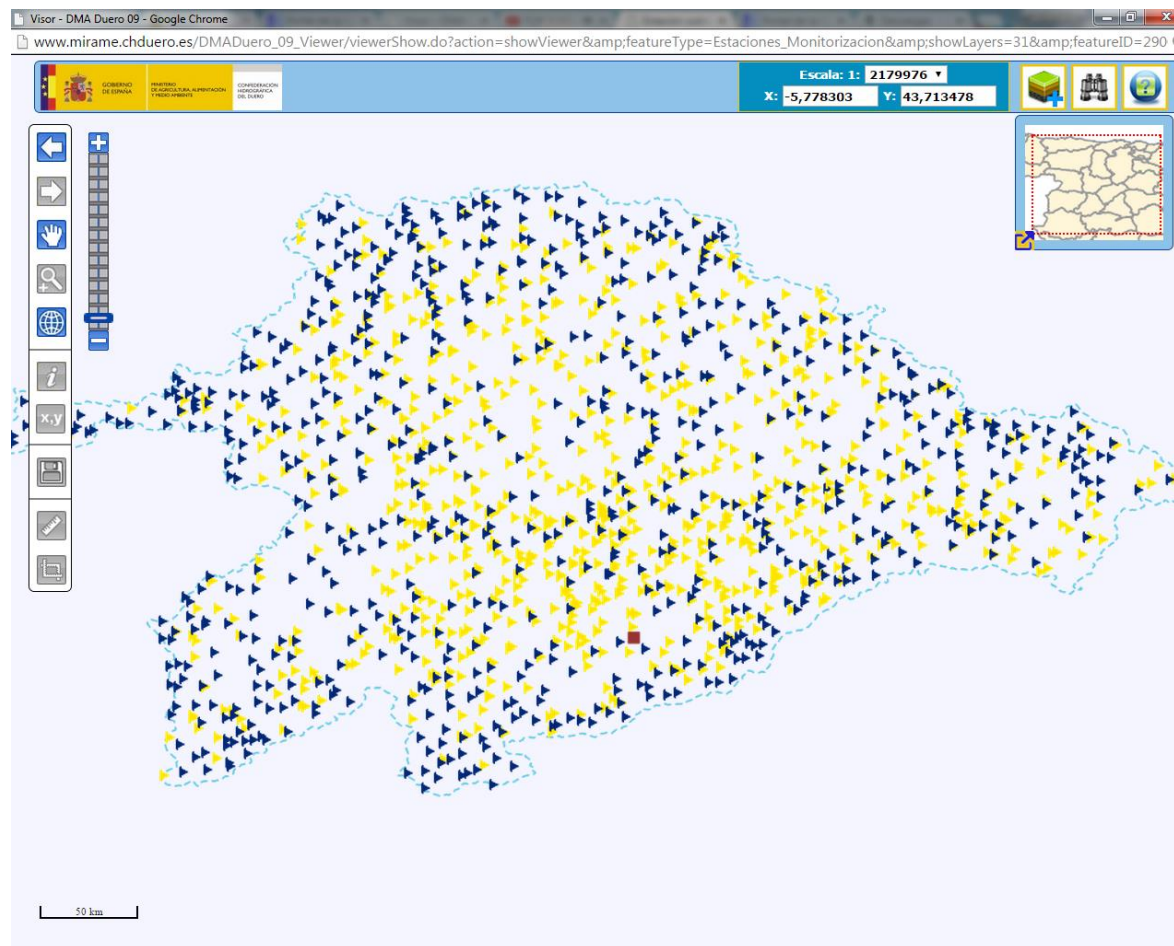 Visor - DMA Duero 09 - Google Chrome
www.mirame.chduero.es/DMADuero_09_Viewer/viewerShow.do?action=showViewer&amp;featureType=Estaciones_Monitorizacion&amp;showLayers=31&amp;featureID=290
GOBIERNO
DE ESPAÑA
MINISTERIO
DE AGRICULTURA, ALIMENTACIÓN
Y MEDIO AMBIENTE
CONFEDERACIÓN
HIDROGRÁFICA
DEL DUERO
Escala: 1: 2179976
X: -5,778303 Y: 43,713478
i
x,y
50 km